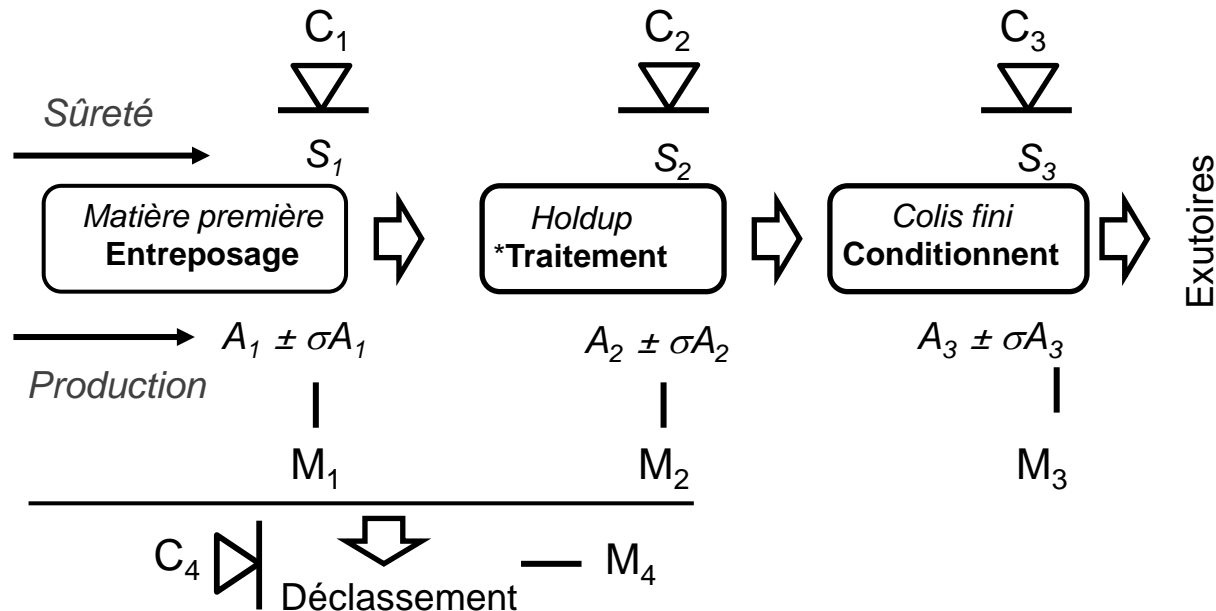 C₁ C₂ C₃
Sûreté
S₁ S₂ S₃
Matière première
Entreposage
Holdup
*Traitement
Colis fini
Conditionnent
Exutoires
A₁ ± σA₁ A₂ ± σA₂ A₃ ± σA₃
Production
M₁ M₂ M₃
C₄ M₄
Déclassement